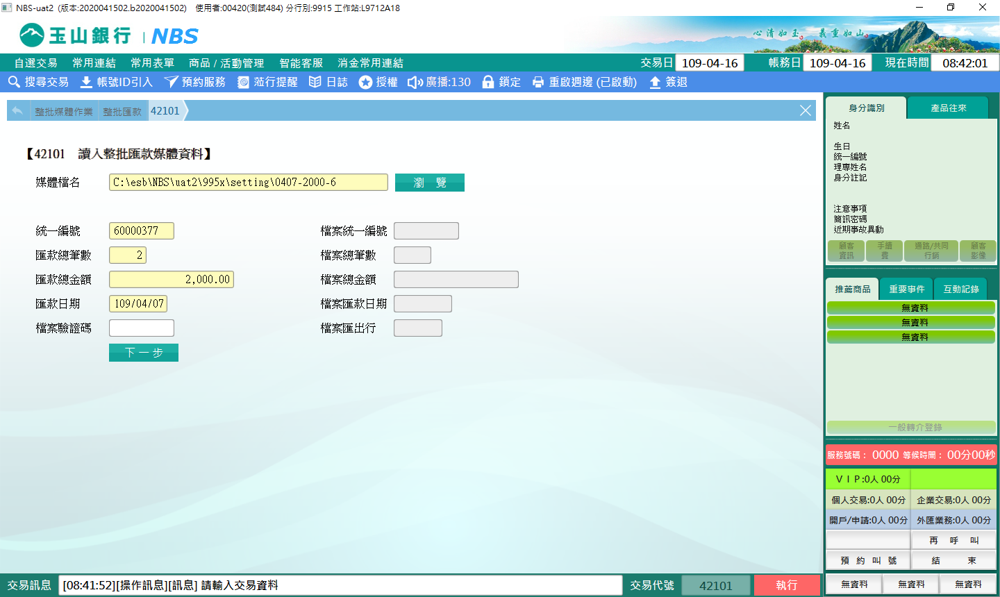 NBS-uat2 (版本:2020041502.b2020041502) 使用者:00420(測試484) 分行別:9915 工作站:L9712A18
玉山銀行 | NBS
心清如玉。義重如山。
自選交易 常用連結 常用表單 商品 / 活動管理 智能客服 消金常用連結 交易日 109-04-16 帳務日 109-04-16 現在時間 08:42:01
搜尋交易 帳號ID引入 預約服務 蒞行提醒 日誌 授權 廣播:130 鎖定 重啟週邊 (已啟動) 簽退
整批媒體作業 整批匯款 42101
【42101 讀入整批匯款媒體資料】
媒體檔名 C:\esb\NBS\uat2\995x\setting\0407-2000-6 瀏 覽
統一編號 60000377 檔案統一編號
匯款總筆數 2 檔案總筆數
匯款總金額 2,000.00 檔案總金額
匯款日期 109/04/07 檔案匯款日期
檔案驗證碼 檔案匯出行
下一步
身分識別 產品往來
姓名
生日
統一編號
理專姓名
身分註記
注意事項
簡訊密碼
近期事故異動
顧客資訊 手續費 通路/共同行銷 顧客影像
推薦商品 重要事件 互動記錄
無資料
無資料
無資料
一般轉介登錄
服務號碼： 0000 等候時間： 00分00秒
ＶＩＰ:0人 00分
個人交易:0人 00分 企業交易:0人 00分
開戶/申請:0人 00分 外匯業務:0人 00分
再 呼 叫
預 約 叫 號 結 束
無資料 無資料 無資料
交易訊息 [08:41:52][操作訊息][訊息] 請輸入交易資料 交易代號 42101 執行